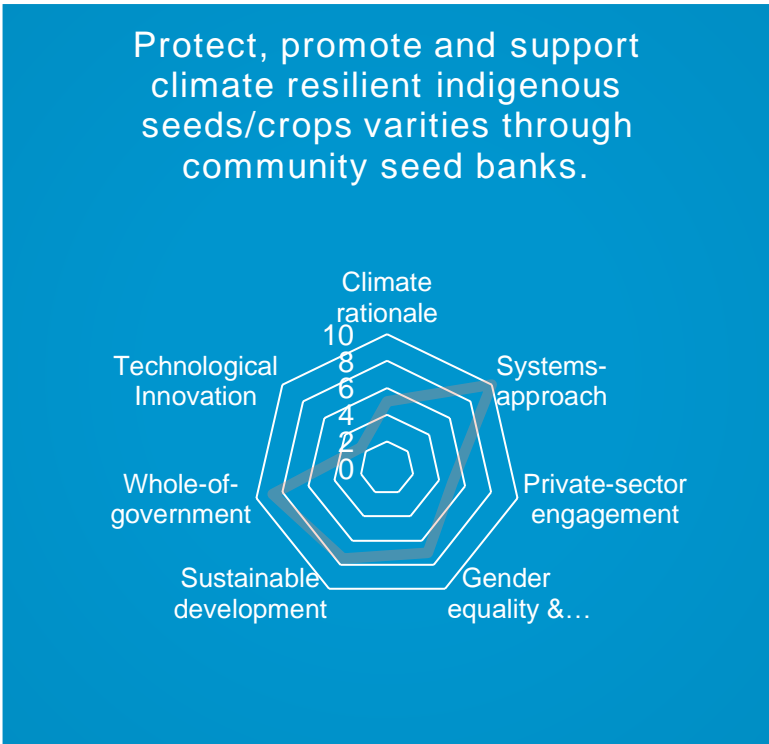 Protect, promote and support
climate resilient indigenous
seeds/crops varities through
community seed banks.
Climate
rationale
10
8
6
4
2
0
Technological
Innovation
Systems-
approach
Whole-of-
government
Private-sector
engagement
Sustainable
development
Gender
equality &…